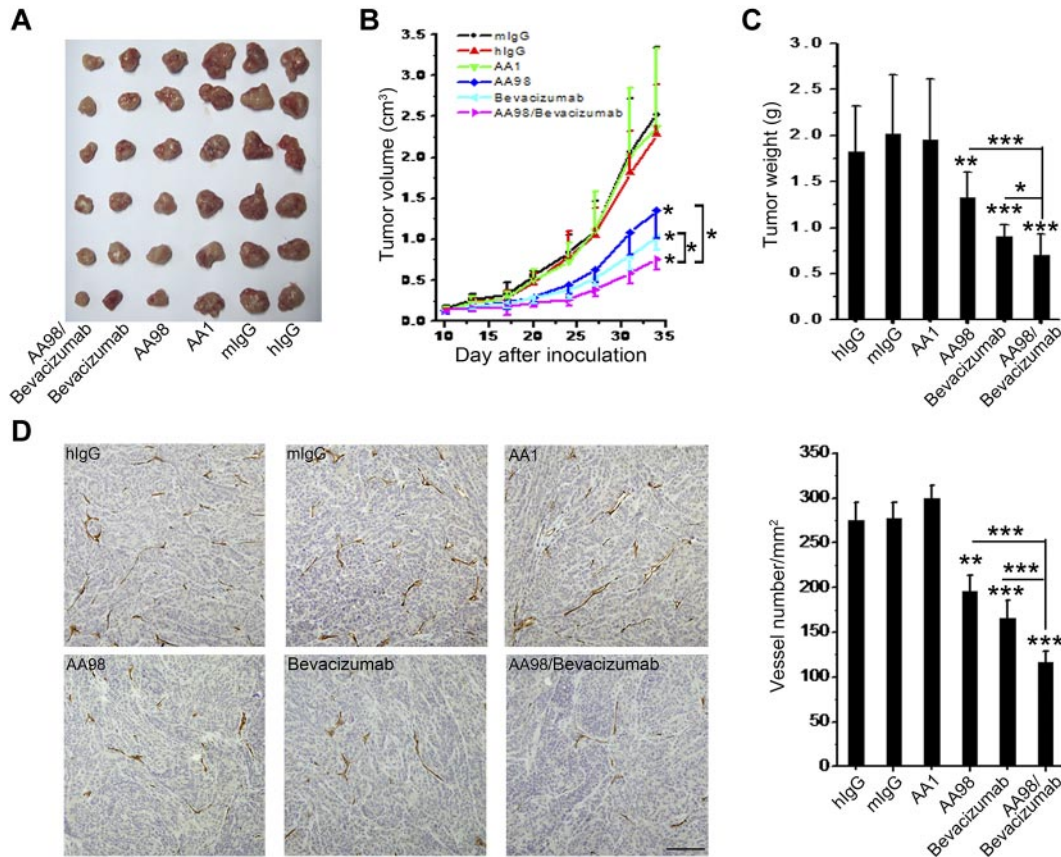 A
AA98/
Bevacizumab
Bevacizumab
AA98
AA1
mIgG
hIgG
B
Tumor volume (cm³)
3.5
3.0
2.5
2.0
1.5
1.0
0.5
0.0
mIgG
hIgG
AA1
AA98
Bevacizumab
AA98/Bevacizumab
*
*
*
*
*
10 15 20 25 30 35
Day after inoculation
C
Tumor weight (g)
3.0
2.5
2.0
1.5
1.0
0.5
0.0
***
**
*
***
***
hIgG
mIgG
AA1
AA98
Bevacizumab
AA98/
Bevacizumab
D
hIgG
mIgG
AA1
AA98
Bevacizumab
AA98/Bevacizumab
Vessel number/mm²
300
250
200
150
100
50
0
***
**
***
***
***
hIgG
mIgG
AA1
AA98
Bevacizumab
AA98/
Bevacizumab